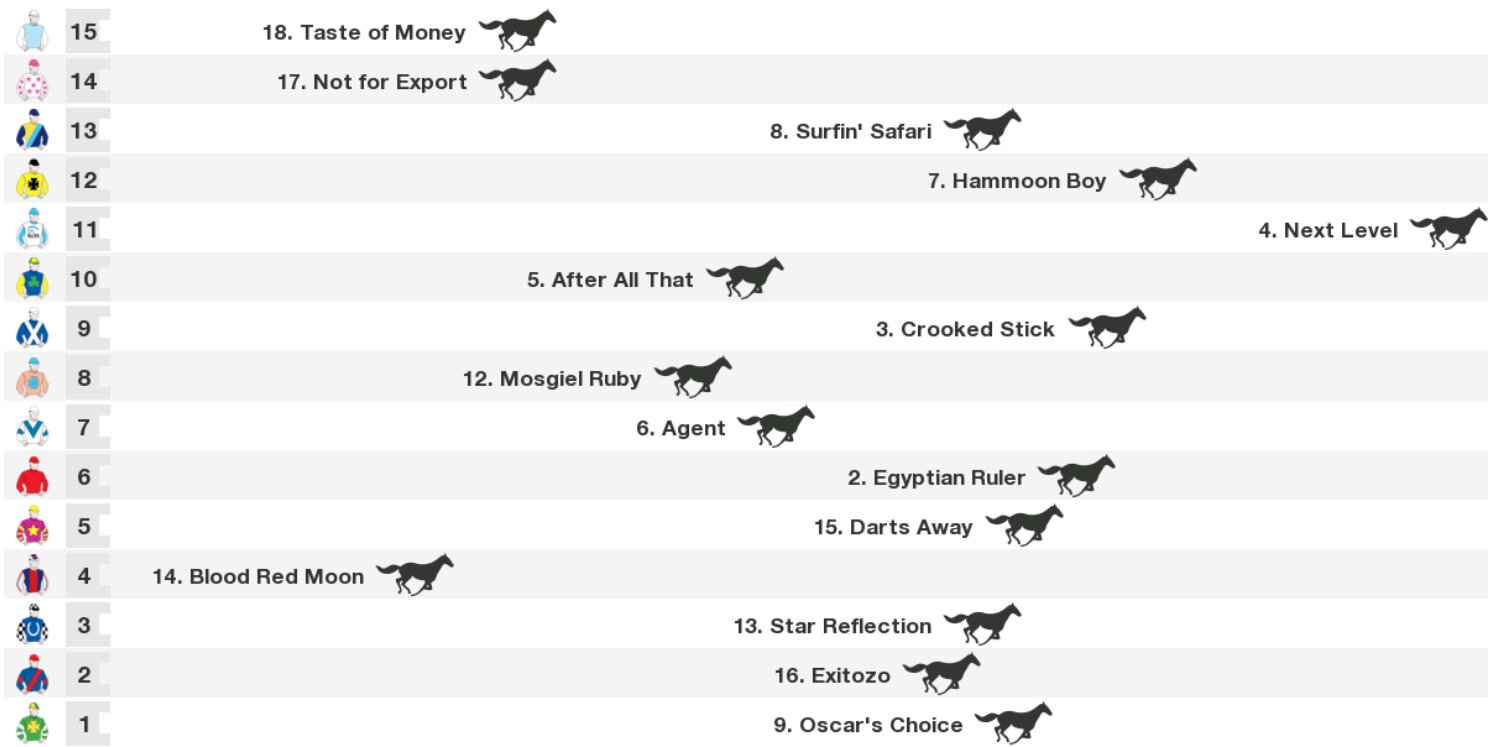 15 18. Taste of Money
14 17. Not for Export
13 8. Surfin' Safari
12 7. Hammoon Boy
11 4. Next Level
10 5. After All That
9 3. Crooked Stick
8 12. Mosgiel Ruby
7 6. Agent
6 2. Egyptian Ruler
5 15. Darts Away
4 14. Blood Red Moon
3 13. Star Reflection
2 16. Exitozo
1 9. Oscar's Choice